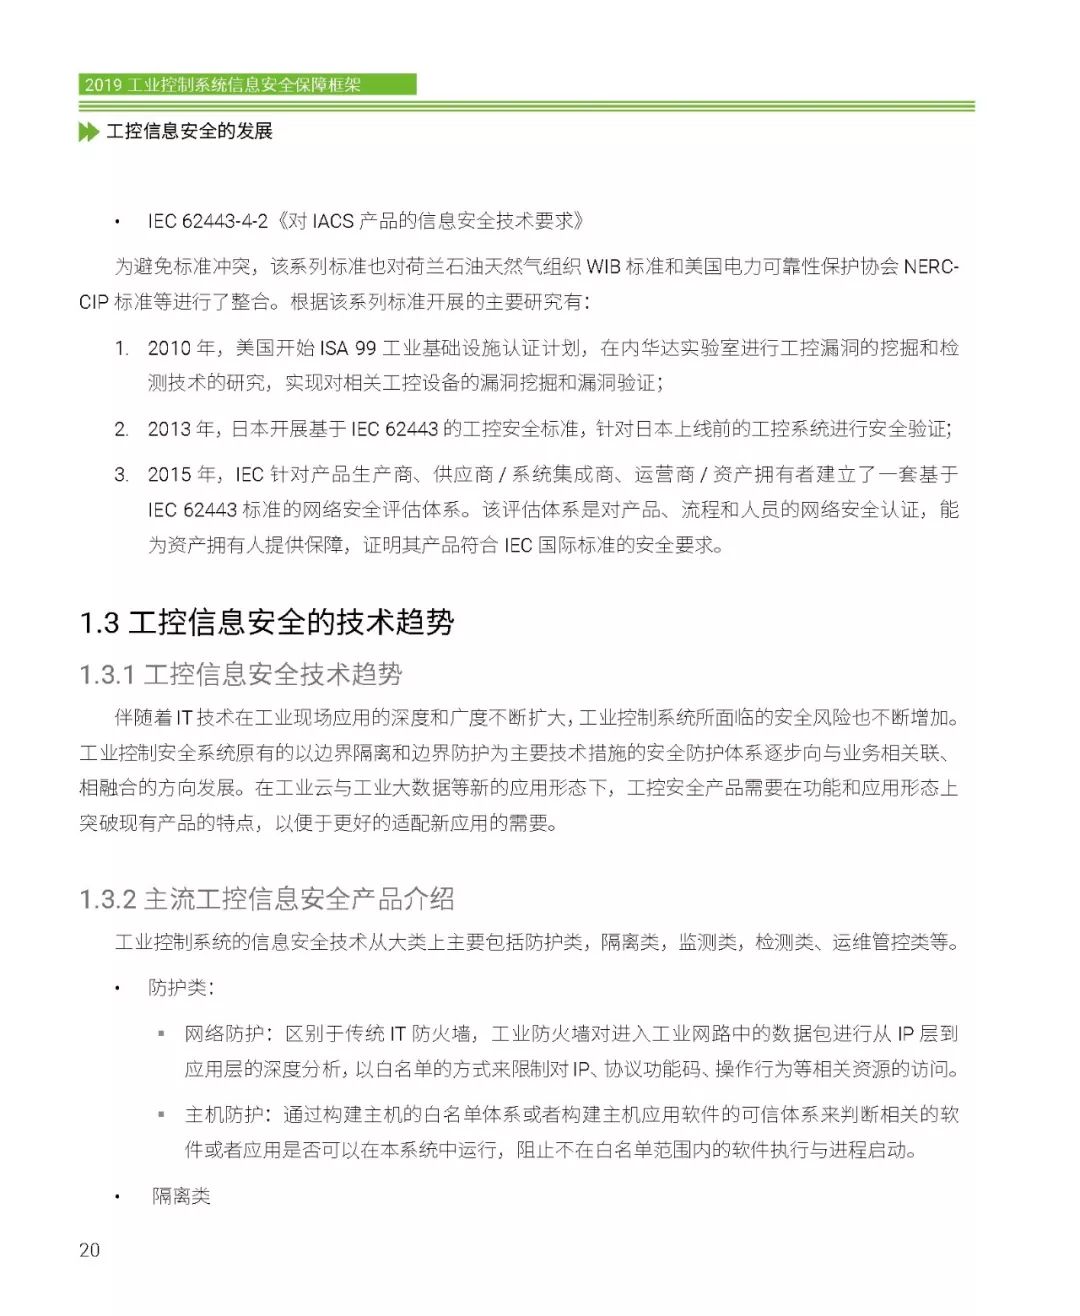 2019 工业控制系统信息安全保障框架
工控信息安全的发展
• IEC 62443-4-2《对 IACS 产品的信息安全技术要求》
为避免标准冲突，该系列标准也对荷兰石油天然气组织 WIB 标准和美国电力可靠性保护协会 NERC-
CIP 标准等进行了整合。根据该系列标准开展的主要研究有：
1. 2010 年，美国开始 ISA 99 工业基础设施认证计划，在内华达实验室进行工控漏洞的挖掘和检
测技术的研究，实现对相关工控设备的漏洞挖掘和漏洞验证；
2. 2013 年，日本开展基于 IEC 62443 的工控安全标准，针对日本上线前的工控系统进行安全验证；
3. 2015 年，IEC 针对产品生产商、供应商 / 系统集成商、运营商 / 资产拥有者建立了一套基于
IEC 62443 标准的网络安全评估体系。该评估体系是对产品、流程和人员的网络安全认证，能
为资产拥有人提供保障，证明其产品符合 IEC 国际标准的安全要求。
1.3 工控信息安全的技术趋势
1.3.1 工控信息安全技术趋势
伴随着 IT 技术在工业现场应用的深度和广度不断扩大，工业控制系统所面临的安全风险也不断增加。
工业控制安全系统原有的以边界隔离和边界防护为主要技术措施的安全防护体系逐步向与业务相关联、
相融合的方向发展。在工业云与工业大数据等新的应用形态下，工控安全产品需要在功能和应用形态上
突破现有产品的特点，以便于更好的适配新应用的需要。
1.3.2 主流工控信息安全产品介绍
工业控制系统的信息安全技术从大类上主要包括防护类，隔离类，监测类，检测类、运维管控类等。
• 防护类：
▪ 网络防护：区别于传统 IT 防火墙，工业防火墙对进入工业网路中的数据包进行从 IP 层到
应用层的深度分析，以白名单的方式来限制对 IP、协议功能码、操作行为等相关资源的访问。
▪ 主机防护：通过构建主机的白名单体系或者构建主机应用软件的可信体系来判断相关的软
件或者应用是否可以在本系统中运行，阻止不在白名单范围内的软件执行与进程启动。
• 隔离类
20